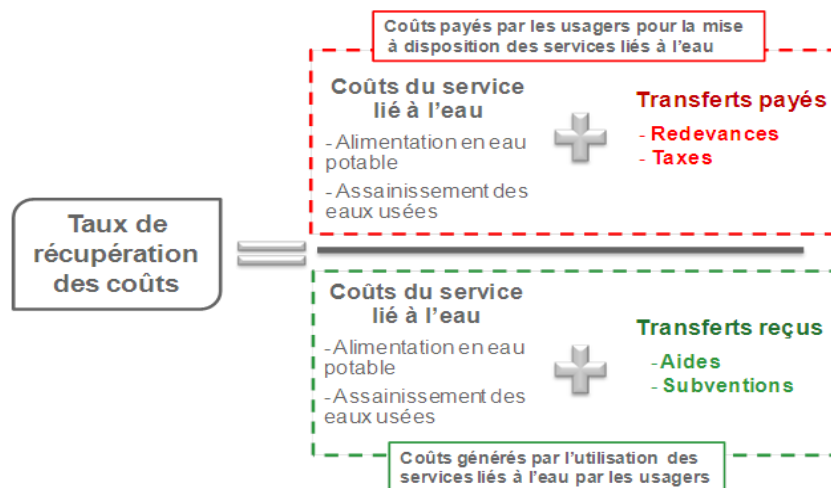 Coûts payés par les usagers pour la mise
à disposition des services liés à l'eau
Coûts du service
lié à l'eau
- Alimentation en eau
potable
- Assainissement des
eaux usées
Transferts payés
- Redevances
- Taxes
Taux de
récupération
des coûts
Coûts du service
lié à l'eau
- Alimentation en eau
potable
- Assainissement des
eaux usées
Transferts reçus
- Aides
- Subventions
Coûts générés par l'utilisation des
services liés à l'eau par les usagers